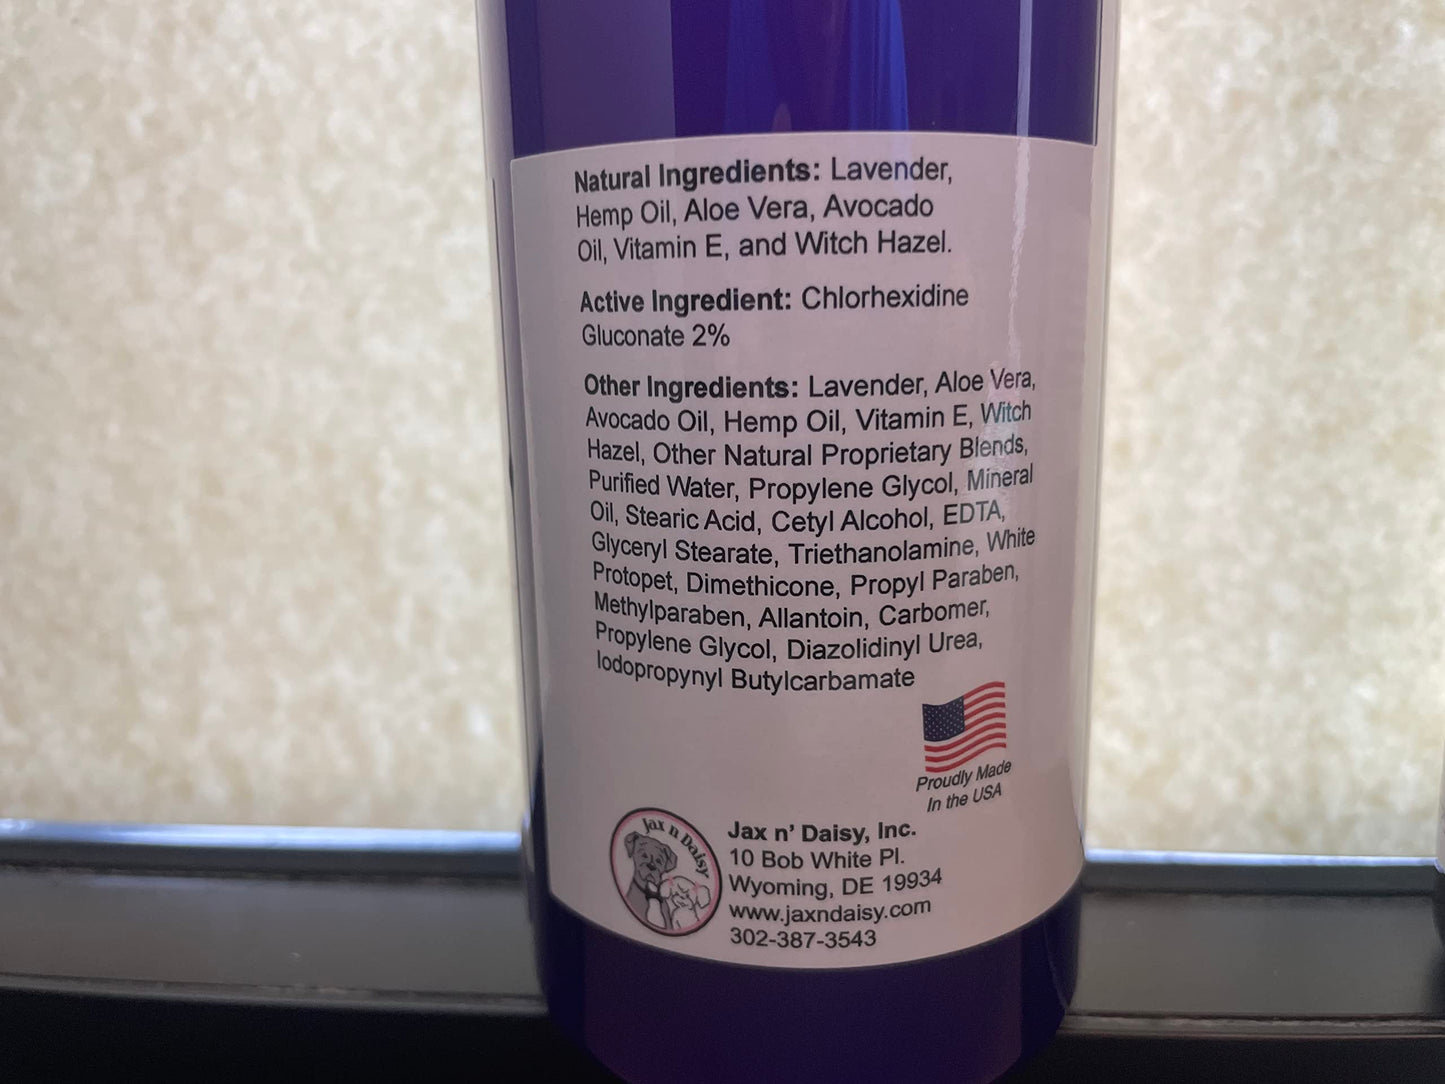 Natural Ingredients: Lavender,
Hemp Oil, Aloe Vera, Avocado
Oil, Vitamin E, and Witch Hazel.
Active Ingredient: Chlorhexidine
Gluconate 2%
Other Ingredients: Lavender, Aloe Vera,
Avocado Oil, Hemp Oil, Vitamin E, Witch
Hazel, Other Natural Proprietary Blends,
Purified Water, Propylene Glycol, Mineral
Oil, Stearic Acid, Cetyl Alcohol, EDTA,
Glyceryl Stearate, Triethanolamine, White
Protopet, Dimethicone, Propyl Paraben,
Methylparaben, Allantoin, Carbomer,
Propylene Glycol, Diazolidinyl Urea,
Iodopropynyl Butylcarbamate
Proudly Made
In the USA
Jax n Daisy
Jax n' Daisy, Inc.
10 Bob White Pl.
Wyoming, DE 19934
www.jaxndaisy.com
302-387-3543